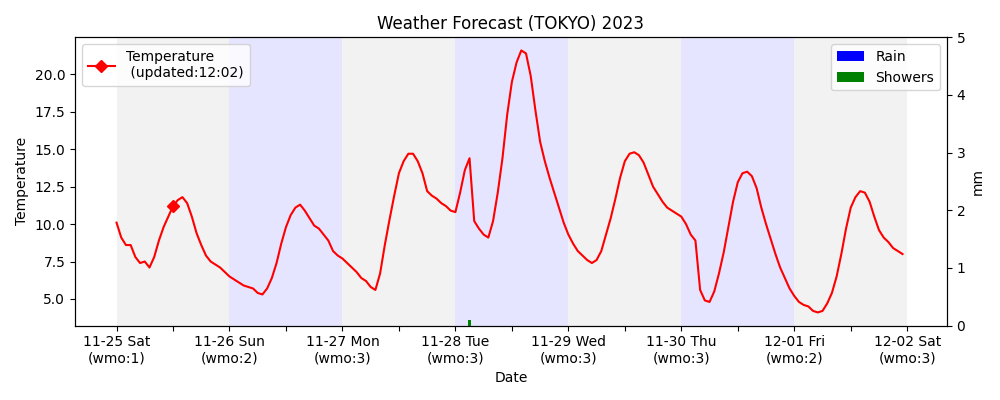 Weather Forecast (TOKYO) 2023
Temperature
(updated:12:02)
Rain
Showers
Temperature
20.0
17.5
15.0
12.5
10.0
7.5
5.0
5
4
3
2
1
0
mm
11-25 Sat
(wmo:1)
11-26 Sun
(wmo:2)
11-27 Mon
(wmo:3)
11-28 Tue
(wmo:3)
11-29 Wed
(wmo:3)
11-30 Thu
(wmo:3)
12-01 Fri
(wmo:2)
12-02 Sat
(wmo:3)
Date